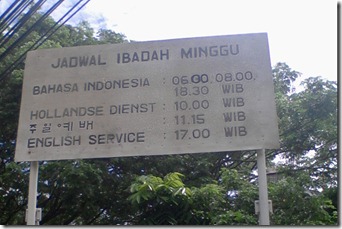 JADWAL IBADAH MINGGU
BAHASA INDONESIA : 06.00, 08.00,
18.30 WIB
HOLLANDSE DIENST : 10.00 WIB
주일예배 : 11.15 WIB
ENGLISH SERVICE : 17.00 WIB